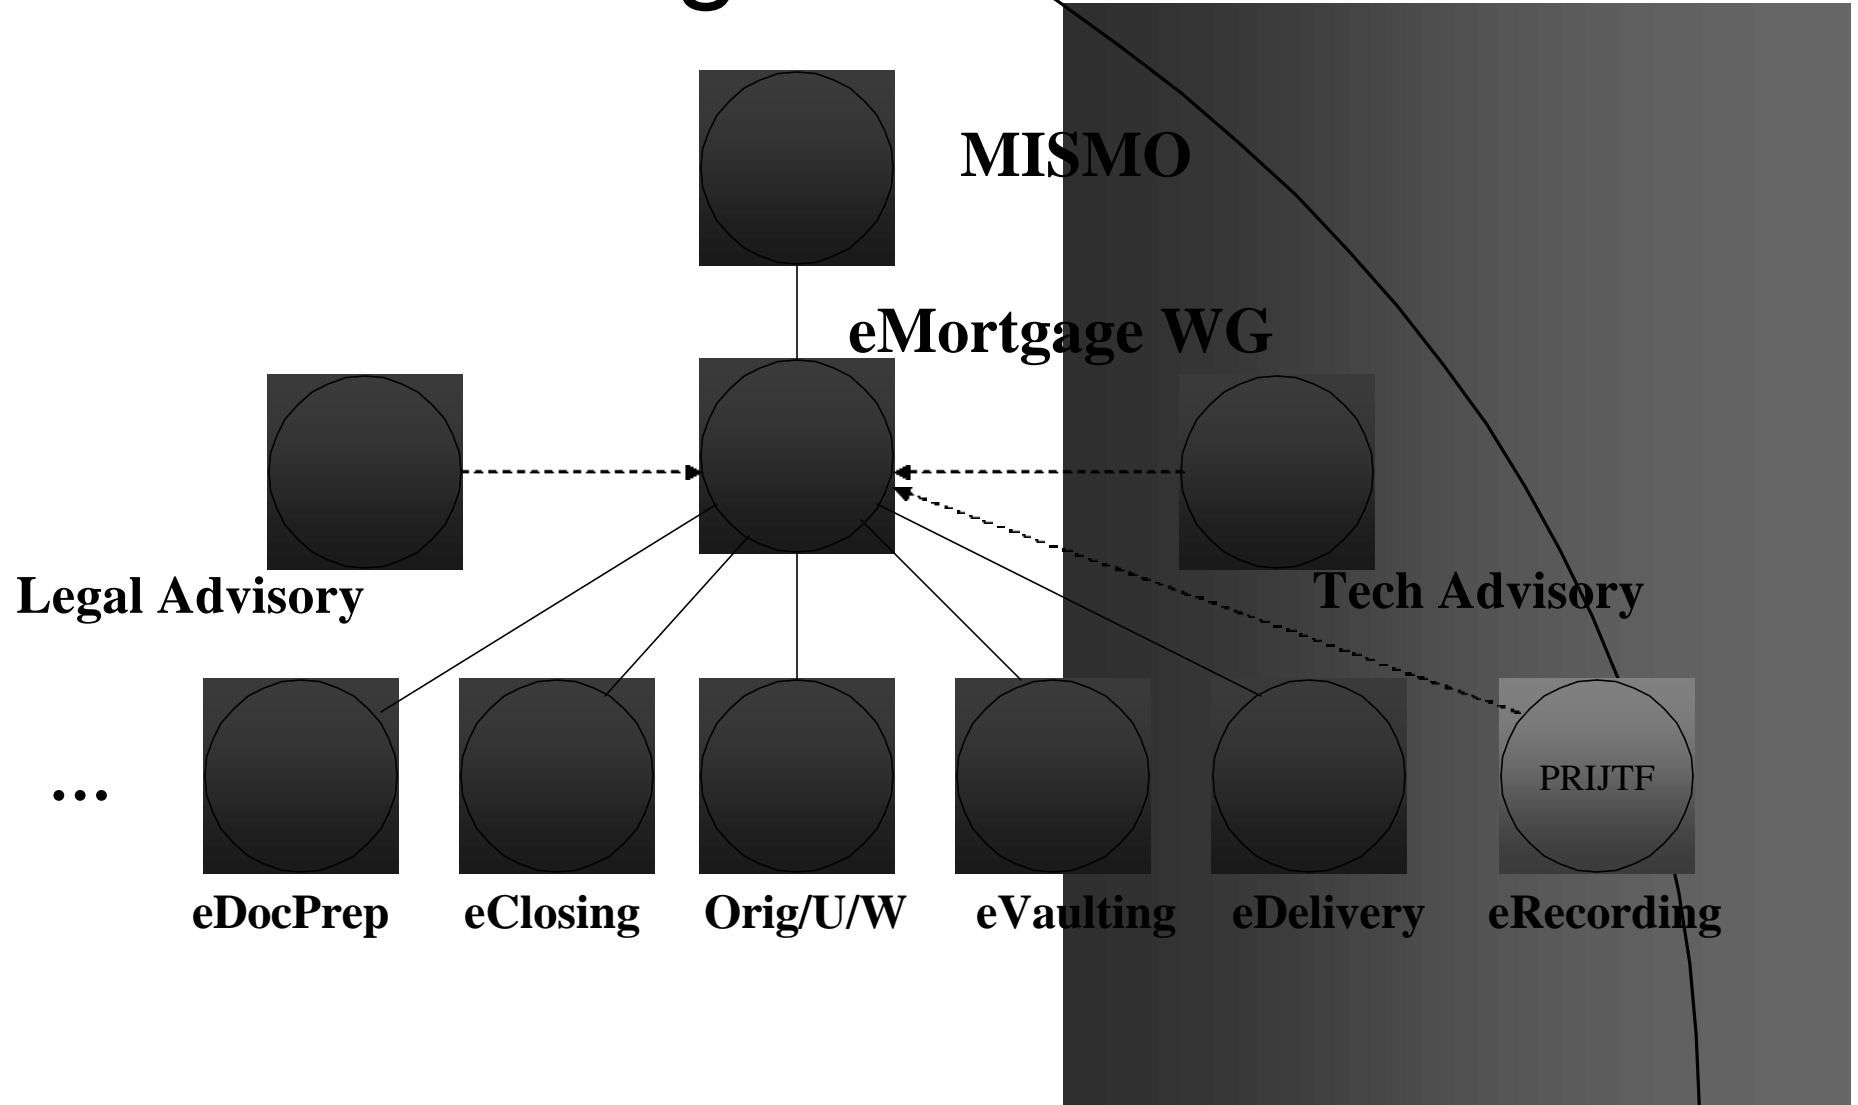 g
MISMO
eMortgage WG
Legal Advisory
Tech Advisory
PRIJTF
...
eDocPrep
eClosing
Orig/U/W
eVaulting
eDelivery
eRecording